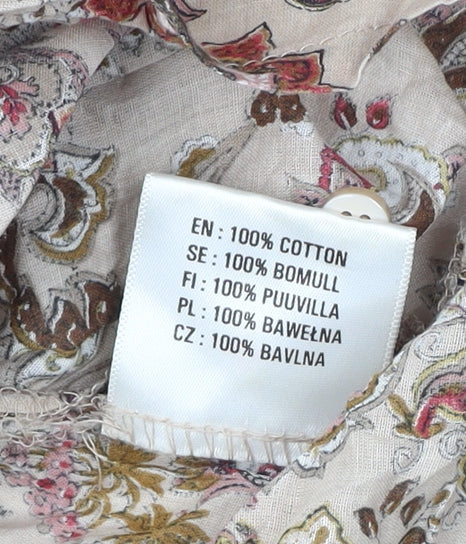 EN : 100% COTTON
SE : 100% BOMULL
FI : 100% PUUVILLA
PL : 100% BAWEŁNA
CZ : 100% BAVLNA